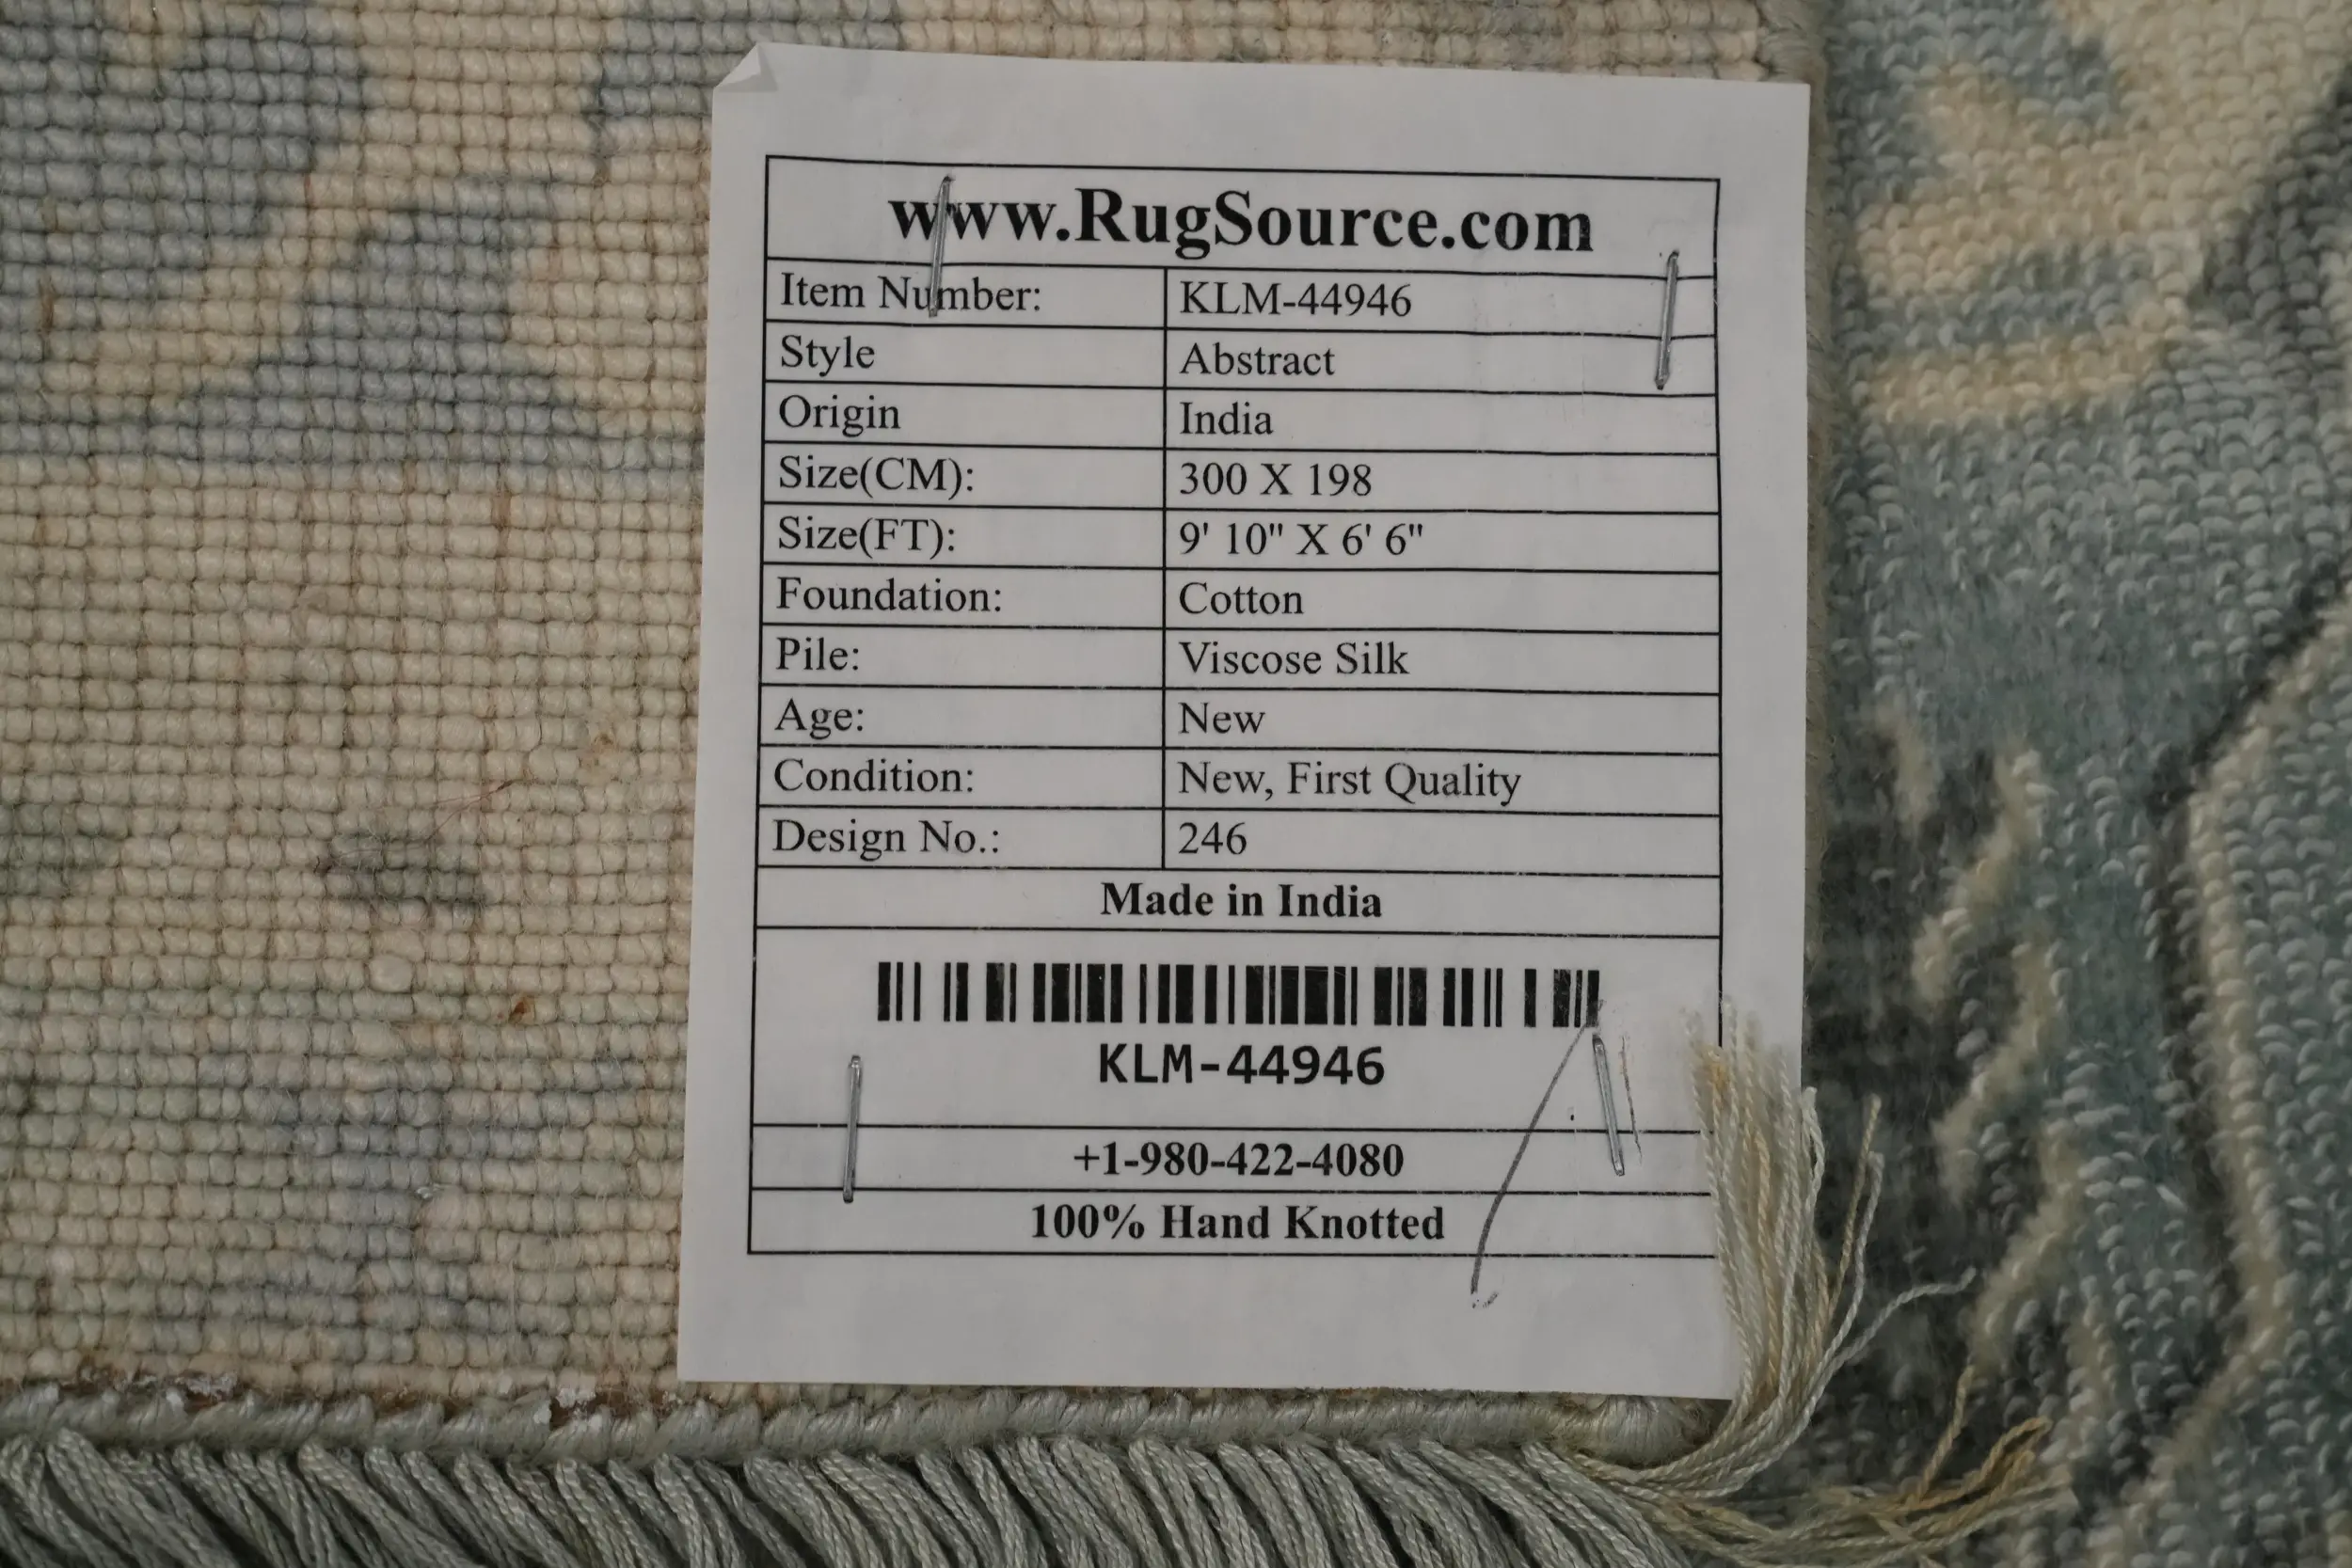 www.RugSource.com
Item Number: KLM-44946
Style Abstract
Origin India
Size(CM): 300 X 198
Size(FT): 9' 10" X 6' 6"
Foundation: Cotton
Pile: Viscose Silk
Age: New
Condition: New, First Quality
Design No.: 246
Made in India
KLM-44946
+1-980-422-4080
100% Hand Knotted